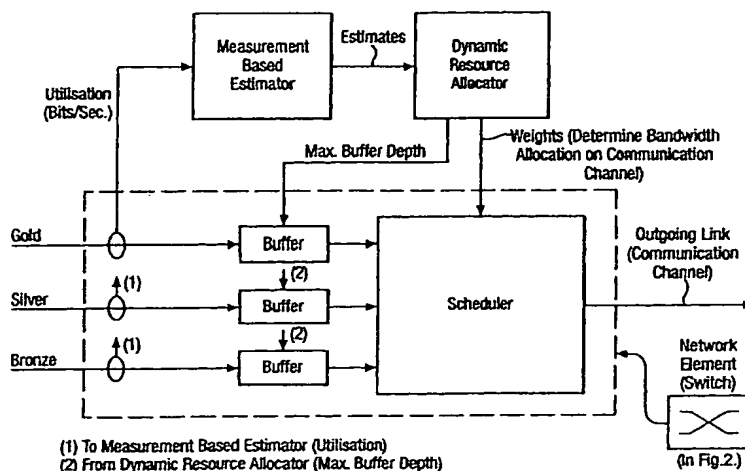 Measurement
Based
Estimator
Estimates
Dynamic
Resource
Allocator
Utilisation
(Bits/Sec.)
Max. Buffer Depth
Weights (Determine Bandwidth
Allocation on Communication
Channel)
Gold
Buffer
(1)
(2)
Silver
Buffer
Scheduler
Outgoing Link
(Communication
Channel)
(1)
(2)
Bronze
Buffer
Network
Element
(Switch)
(In Fig.2.)
(1) To Measurement Based Estimator (Utilisation)
(2) From Dynamic Resource Allocator (Max. Buffer Depth)